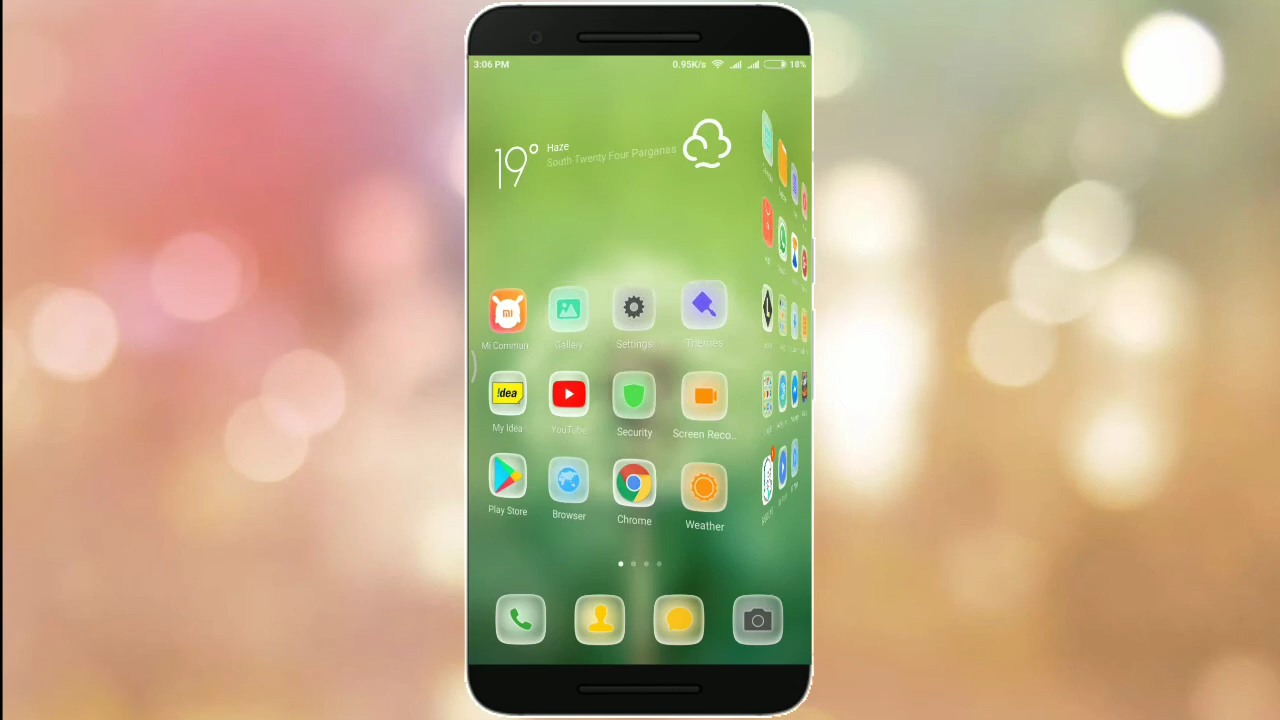 3:06 PM
0.95K/s
18%
19°
Haze
South Twenty Four Parganas
mi
Mi Commun..
Gallery
Settings
Themes
!dea
My Idea
YouTube
Security
Screen Reco..
Play Store
Browser
Chrome
Weather